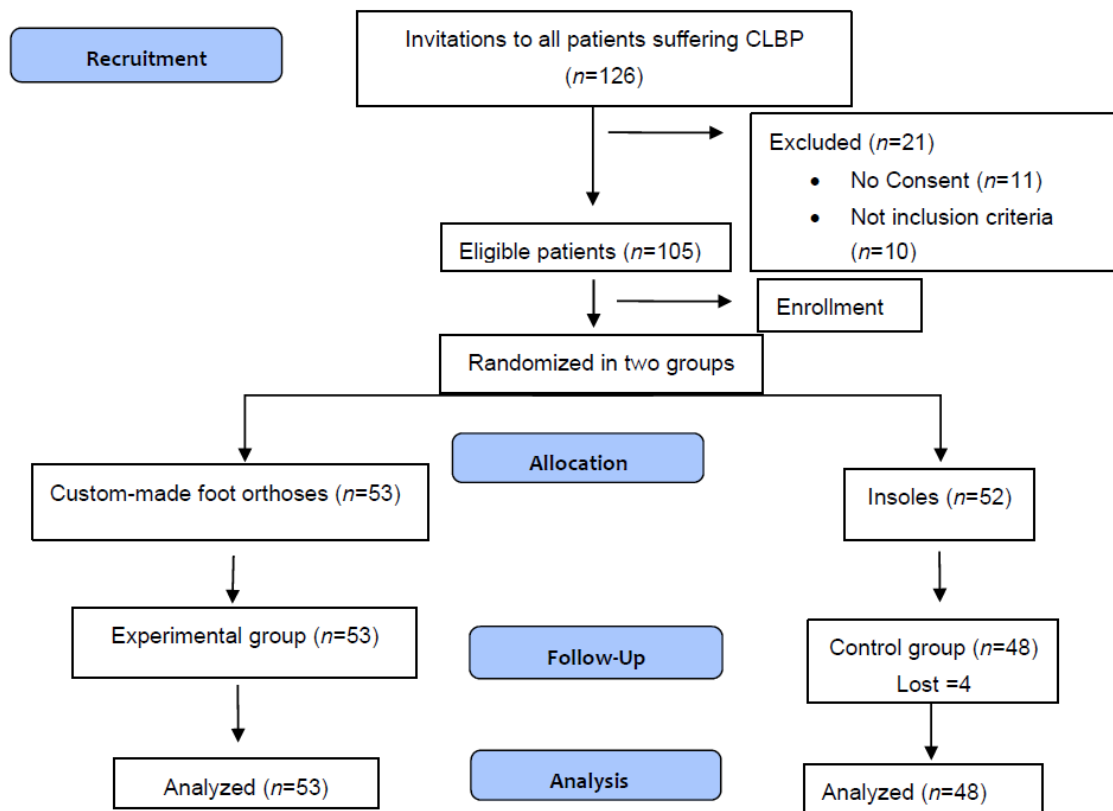 Recruitment
Invitations to all patients suffering CLBP
(n=126)
Excluded (n=21)
• No Consent (n=11)
• Not inclusion criteria
(n=10)
Eligible patients (n=105)
Enrollment
Randomized in two groups
Allocation
Custom-made foot orthoses (n=53)
Insoles (n=52)
Experimental group (n=53)
Follow-Up
Control group (n=48)
Lost =4
Analyzed (n=53)
Analysis
Analyzed (n=48)